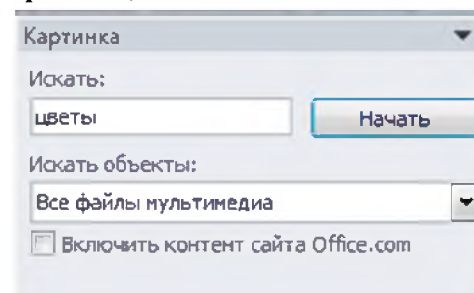 Картинка
Искать:
цветы
Начать
Искать объекты:
Все файлы мультимедиа
Включить контент сайта Office.com